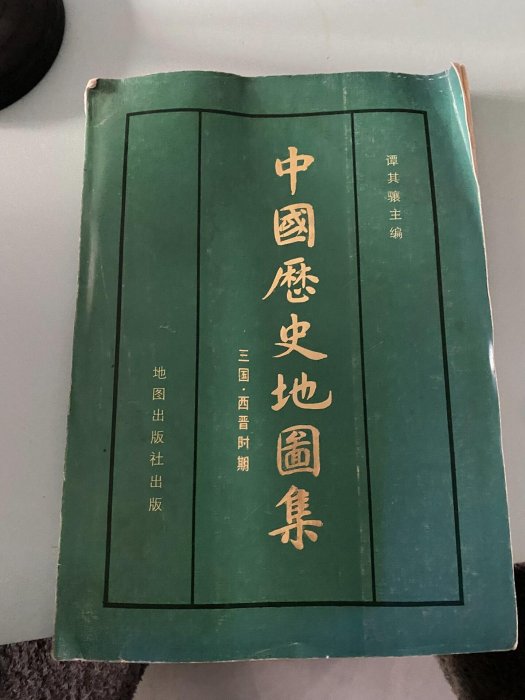 谭其骧主编
中國歷史地圖集
三国·西晋时期
地图出版社出版